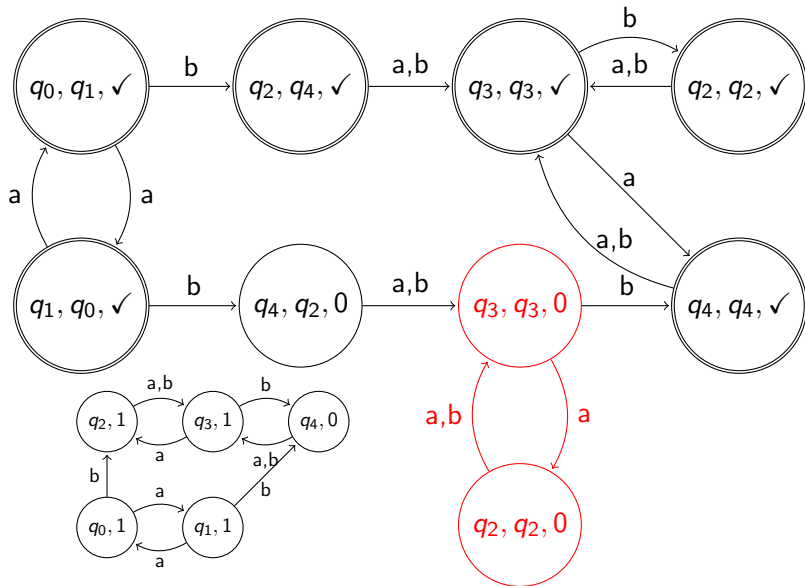 b
q₀, q₁, ✓ b q₂, q₄, ✓ a,b q₃, q₃, ✓ a,b q₂, q₂, ✓
a a a
a,b
q₁, q₀, ✓ b q₄, q₂, 0 a,b q₃, q₃, 0 b q₄, q₄, ✓
a,b b
q₂, 1 q₃, 1 q₄, 0
a a,b
a,b a
b b
a
q₀, 1 q₁, 1
a
q₂, q₂, 0